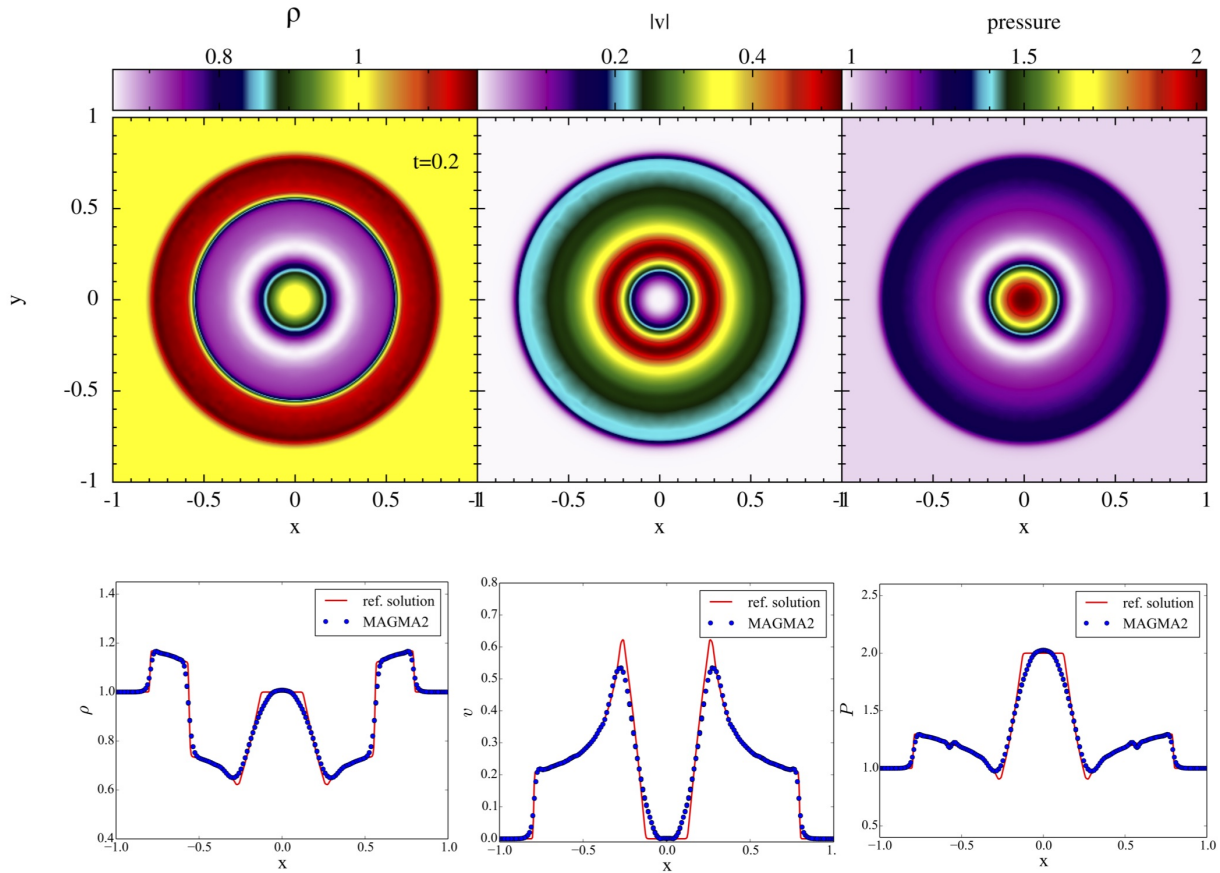 ρ |v| pressure
0.8 1 0.2 0.4 1 1.5 2
1
t=0.2
0.5
y 0
-0.5
-1
-1 -0.5 0 0.5 -1 -0.5 0 0.5 -1 -0.5 0 0.5 1
x x x
1.4 ref. solution
MAGMA2
1.2
1.0
ρ
0.8
0.6
0.4
−1.0 −0.5 0.0 0.5 1.0
x
0.8 ref. solution
0.7 MAGMA2
0.6
0.5
v 0.4
0.3
0.2
0.1
0.0
−1.0 −0.5 0.0 0.5 1.0
x
2.5 ref. solution
MAGMA2
2.0
P
1.5
1.0
0.5
−1.0 −0.5 0.0 0.5 1.0
x